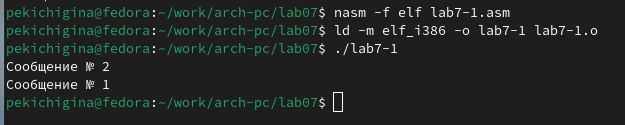 pekichigina@fedora:~/work/arch-pc/lab07$ nasm -f elf lab7-1.asm
pekichigina@fedora:~/work/arch-pc/lab07$ ld -m elf_i386 -o lab7-1 lab7-1.o
pekichigina@fedora:~/work/arch-pc/lab07$ ./lab7-1
Сообщение № 2
Сообщение № 1
pekichigina@fedora:~/work/arch-pc/lab07$